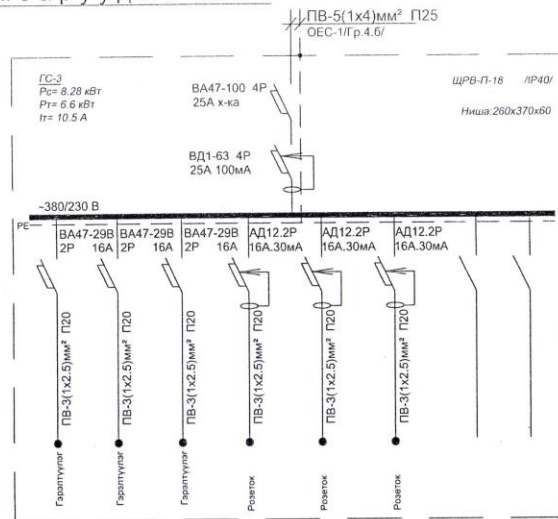 ПВ-5(1х4)мм² П25
ОЕС-1/Гр.4.б/
ГС-3
Рс= 8.28 кВт
Рт= 6.6 кВт
Iт= 10.5 А
ВА47-100 4Р
25А х-ка
ЩРВ-П-18 /IP40/
Ниша:260х370х60
ВД1-63 4Р
25А 100мА
~380/230 В
РЕ
ВА47-29В
2Р 16А
ВА47-29В
2Р 16А
ВА47-29В
2Р 16А
АД12.2Р
16А.30мА
АД12.2Р
16А.30мА
АД12.2Р
16А.30мА
ПВ-3(1х2.5)мм² П20
ПВ-3(1х2.5)мм² П20
ПВ-3(1х2.5)мм² П20
ПВ-3(1х2.5)мм² П20
ПВ-3(1х2.5)мм² П20
ПВ-3(1х2.5)мм² П20
Гэрэлтүүлэг
Гэрэлтүүлэг
Гэрэлтүүлэг
Розеток
Розеток
Розеток